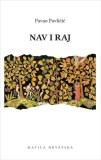 Pavao Pavličić
NAV I RAJ
MATICA HRVATSKA